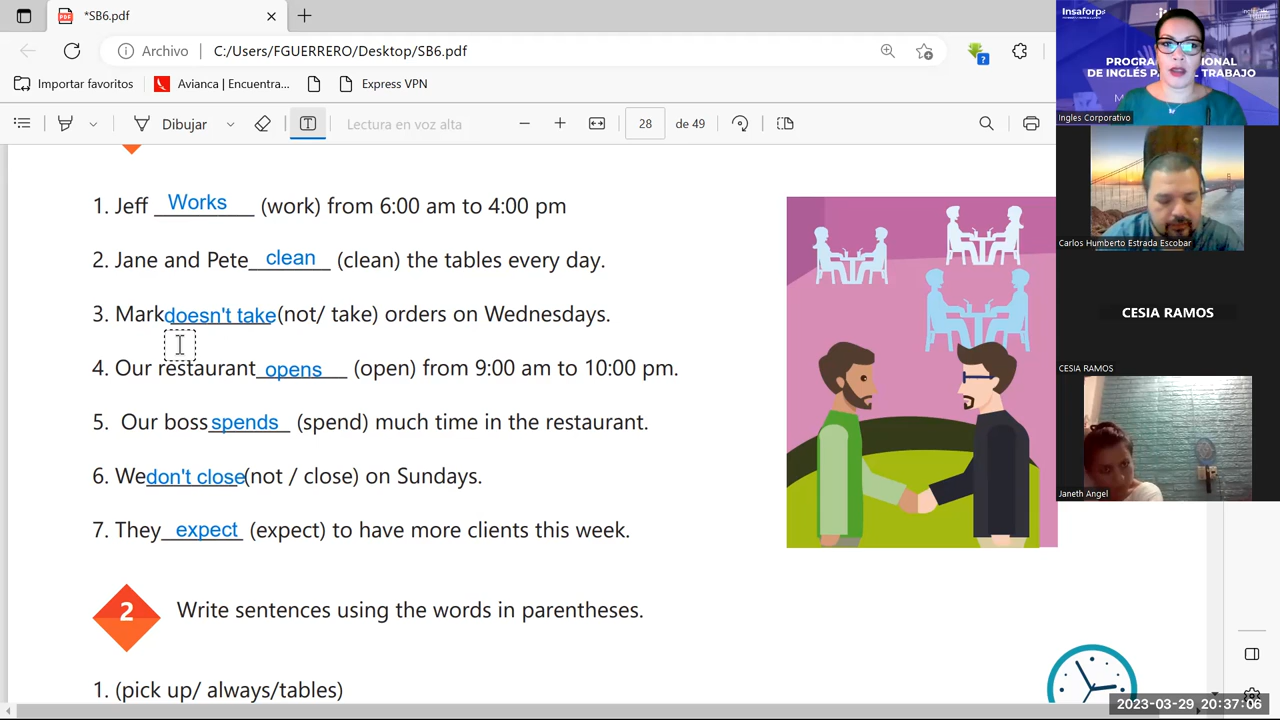 *SB6.pdf
Archivo C:/Users/FGUERRERO/Desktop/SB6.pdf
Importar favoritos Avianca | Encuentra... Express VPN
Dibujar Lectura en voz alta 28 de 49
1. Jeff Works (work) from 6:00 am to 4:00 pm
2. Jane and Pete clean (clean) the tables every day.
3. Mark doesn't take (not/ take) orders on Wednesdays.
4. Our restaurant opens (open) from 9:00 am to 10:00 pm.
5. Our boss spends (spend) much time in the restaurant.
6. We don't close (not / close) on Sundays.
7. They expect (expect) to have more clients this week.
2 Write sentences using the words in parentheses.
1. (pick up/ always/tables)
Insaforp
Ingles Corporativo
Carlos Humberto Estrada Escobar
CESIA RAMOS
CESIA RAMOS
Janeth Angel
2023-03-29 20:37:06